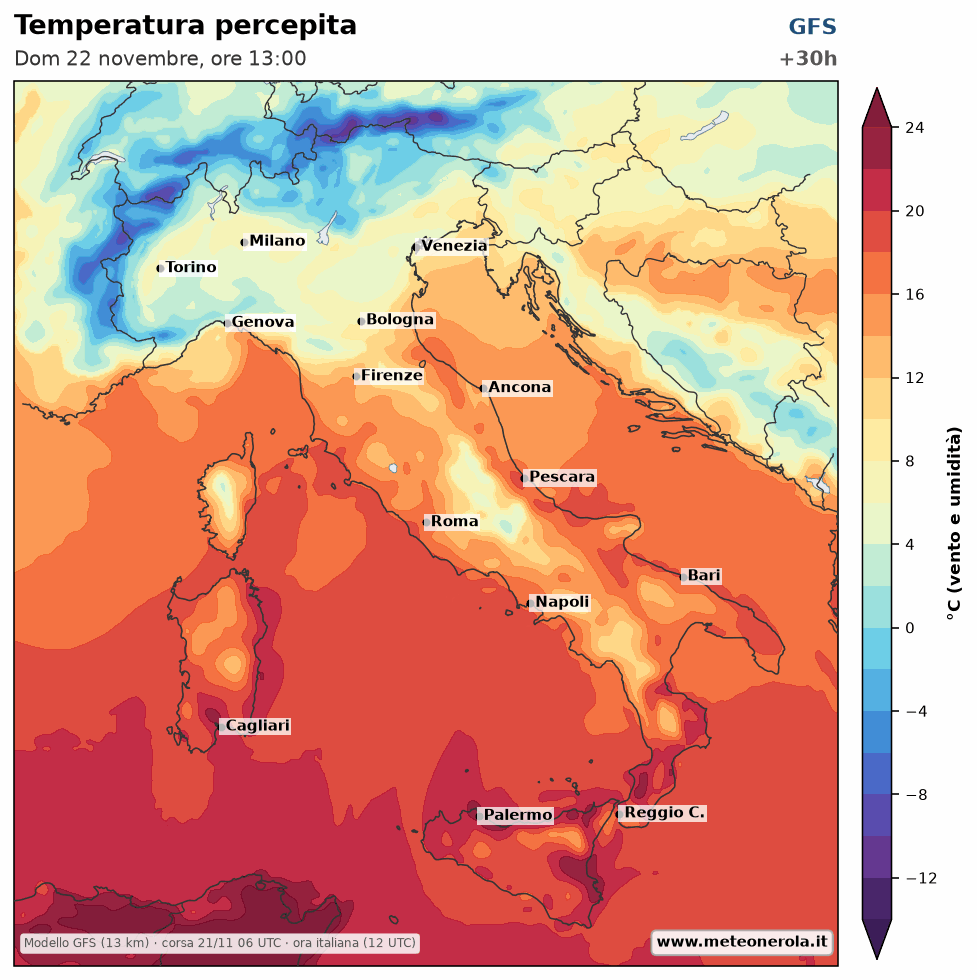 Temperatura percepita
GFS
Dom 22 novembre, ore 13:00
+30h
24
20
16
12
8
4
0
−4
−8
−12
°C (vento e umidità)
Milano
Venezia
Torino
Genova
Bologna
Firenze
Ancona
Pescara
Roma
Bari
Napoli
Cagliari
Palermo
Reggio C.
Modello GFS (13 km) · corsa 21/11 06 UTC · ora italiana (12 UTC)
www.meteonerola.it